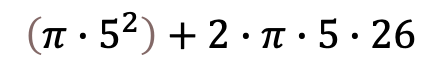 (π · 5²) + 2 · π · 5 · 26